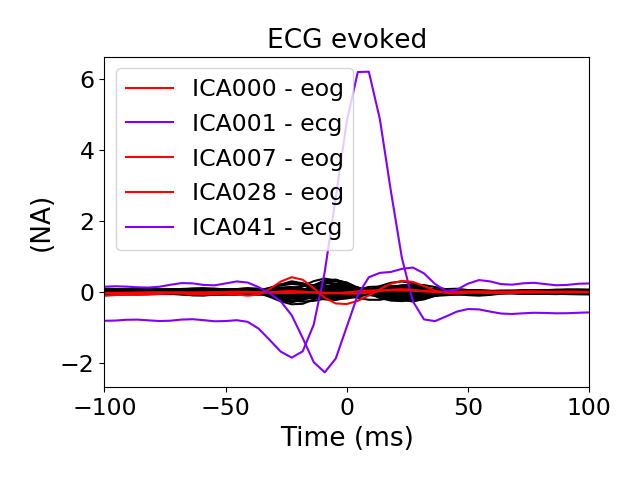 ECG evoked
ICA000 - eog
ICA001 - ecg
ICA007 - eog
ICA028 - eog
ICA041 - ecg
6
4
2
0
−2
(NA)
−100
−50
0
50
100
Time (ms)